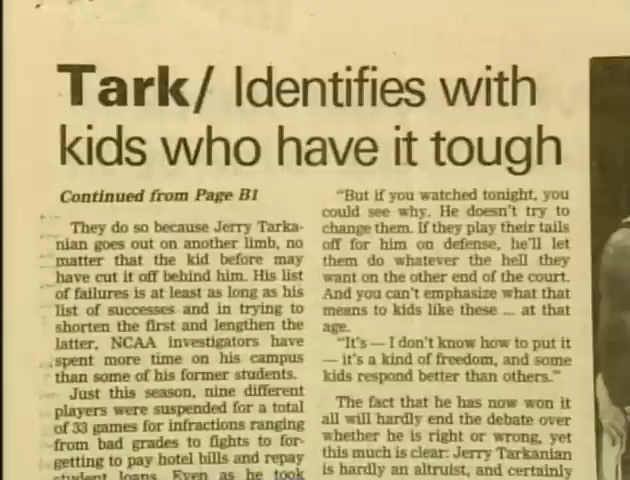 Tark/ Identifies with
kids who have it tough
Continued from Page B1
They do so because Jerry Tarka-
nian goes out on another limb, no
matter that the kid before may
have cut it off behind him. His list
of failures is at least as long as his
list of successes and in trying to
shorten the first and lengthen the
latter, NCAA investigators have
spent more time on his campus
than some of his former students.
Just this season, nine different
players were suspended for a total
of 33 games for infractions ranging
from bad grades to fights to for-
getting to pay hotel bills and repay
student loans. Even as he took
"But if you watched tonight, you
could see why. He doesn't try to
change them. If they play their tails
off for him on defense, he'll let
them do whatever the hell they
want on the other end of the court.
And you can't emphasize what that
means to kids like these ... at that
age.
"It's — I don't know how to put it
— it's a kind of freedom, and some
kids respond better than others."
The fact that he has now won it
all will hardly end the debate over
whether he is right or wrong, yet
this much is clear: Jerry Tarkanian
is hardly an altruist, and certainly